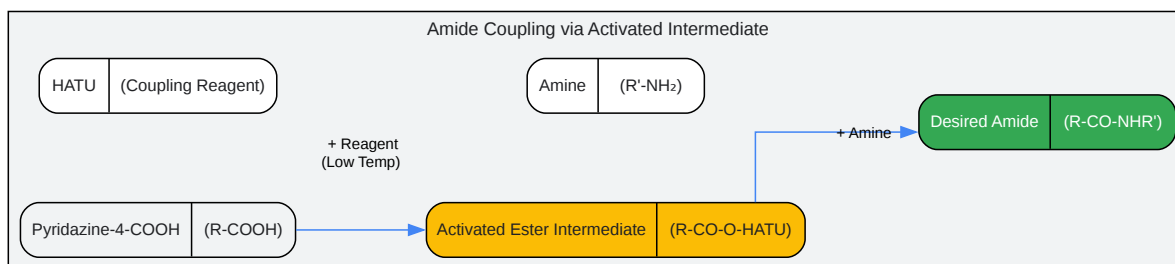 Amide Coupling via Activated Intermediate
HATU (Coupling Reagent)
Amine (R'-NH₂)
Desired Amide (R-CO-NHR')
+ Reagent
(Low Temp)
+ Amine
Pyridazine-4-COOH (R-COOH)
Activated Ester Intermediate (R-CO-O-HATU)